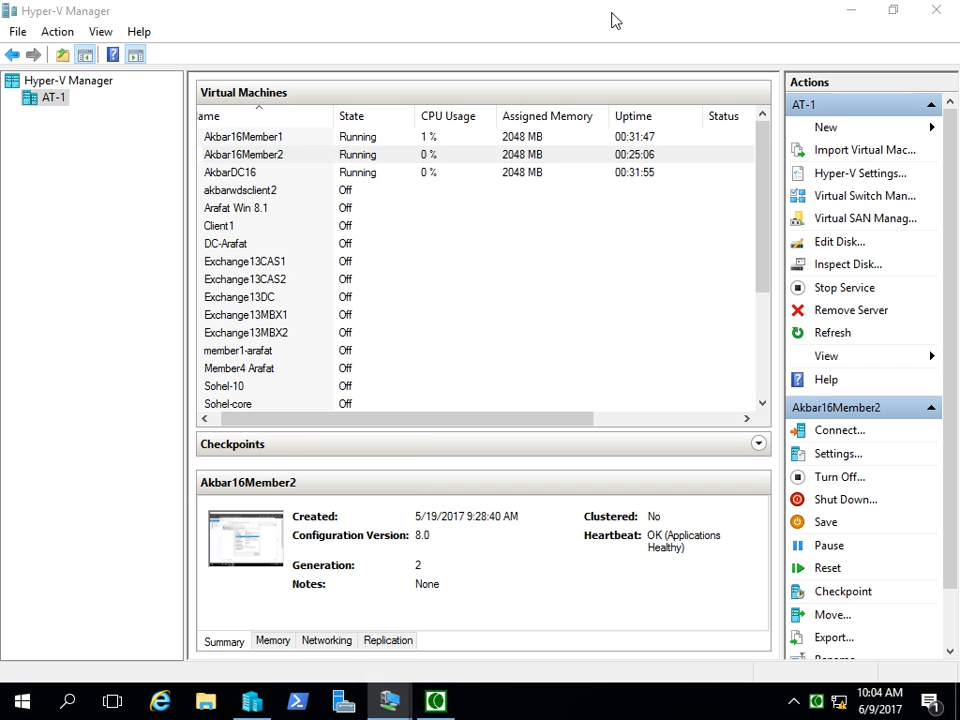 Hyper-V Manager
File Action View Help
Hyper-V Manager
AT-1
Virtual Machines
ame State CPU Usage Assigned Memory Uptime Status
Akbar16Member1 Running 1 % 2048 MB 00:31:47
Akbar16Member2 Running 0 % 2048 MB 00:25:06
AkbarDC16 Running 0 % 2048 MB 00:31:55
akbarwdsclient2 Off
Arafat Win 8.1 Off
Client1 Off
DC-Arafat Off
Exchange13CAS1 Off
Exchange13CAS2 Off
Exchange13DC Off
Exchange13MBX1 Off
Exchange13MBX2 Off
member1-arafat Off
Member4 Arafat Off
Sohel-10 Off
Sohel-core Off
Checkpoints
Akbar16Member2
Created: 5/19/2017 9:28:40 AM
Configuration Version: 8.0
Generation: 2
Notes: None
Clustered: No
Heartbeat: OK (Applications
Healthy)
Summary Memory Networking Replication
Actions
AT-1
New
Import Virtual Mac...
Hyper-V Settings...
Virtual Switch Man...
Virtual SAN Manag...
Edit Disk...
Inspect Disk...
Stop Service
Remove Server
Refresh
View
Help
Akbar16Member2
Connect...
Settings...
Turn Off...
Shut Down...
Save
Pause
Reset
Checkpoint
Move...
Export...
10:04 AM
6/9/2017
1